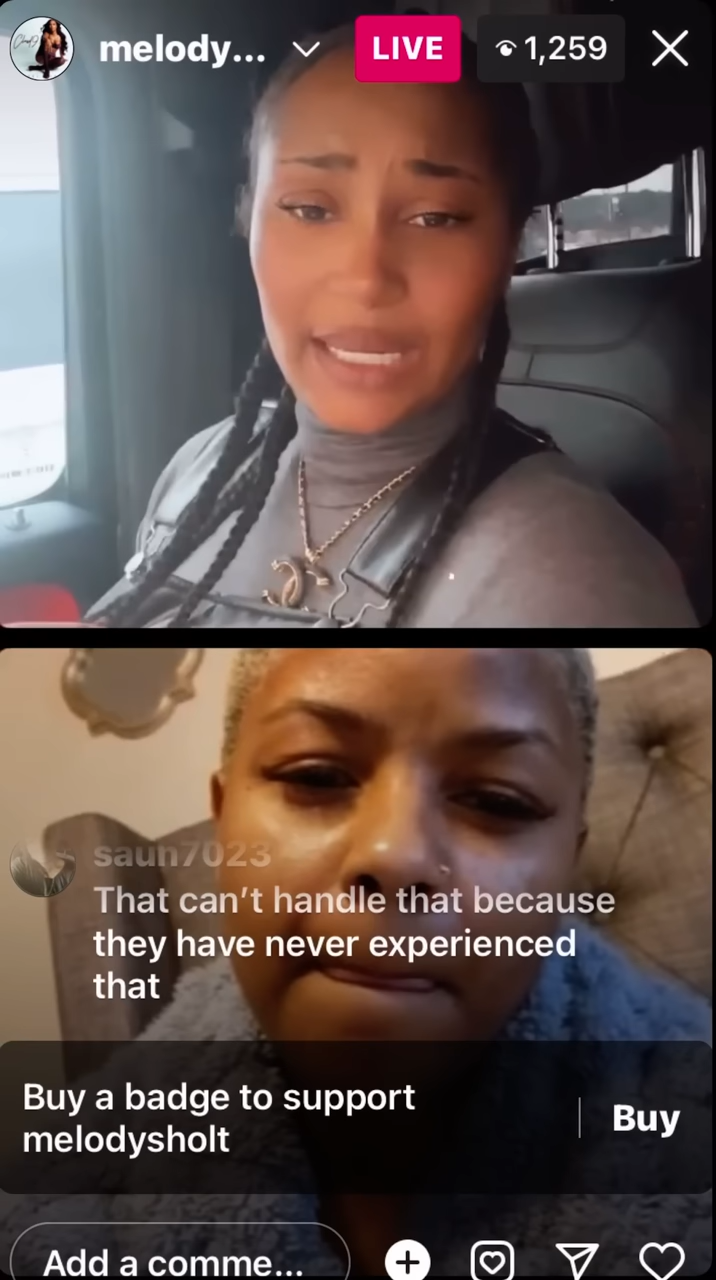 melody...
LIVE
1,259
saun7023
That can’t handle that because
they have never experienced
that
Buy a badge to support
melodysholt
Buy
Add a comme...